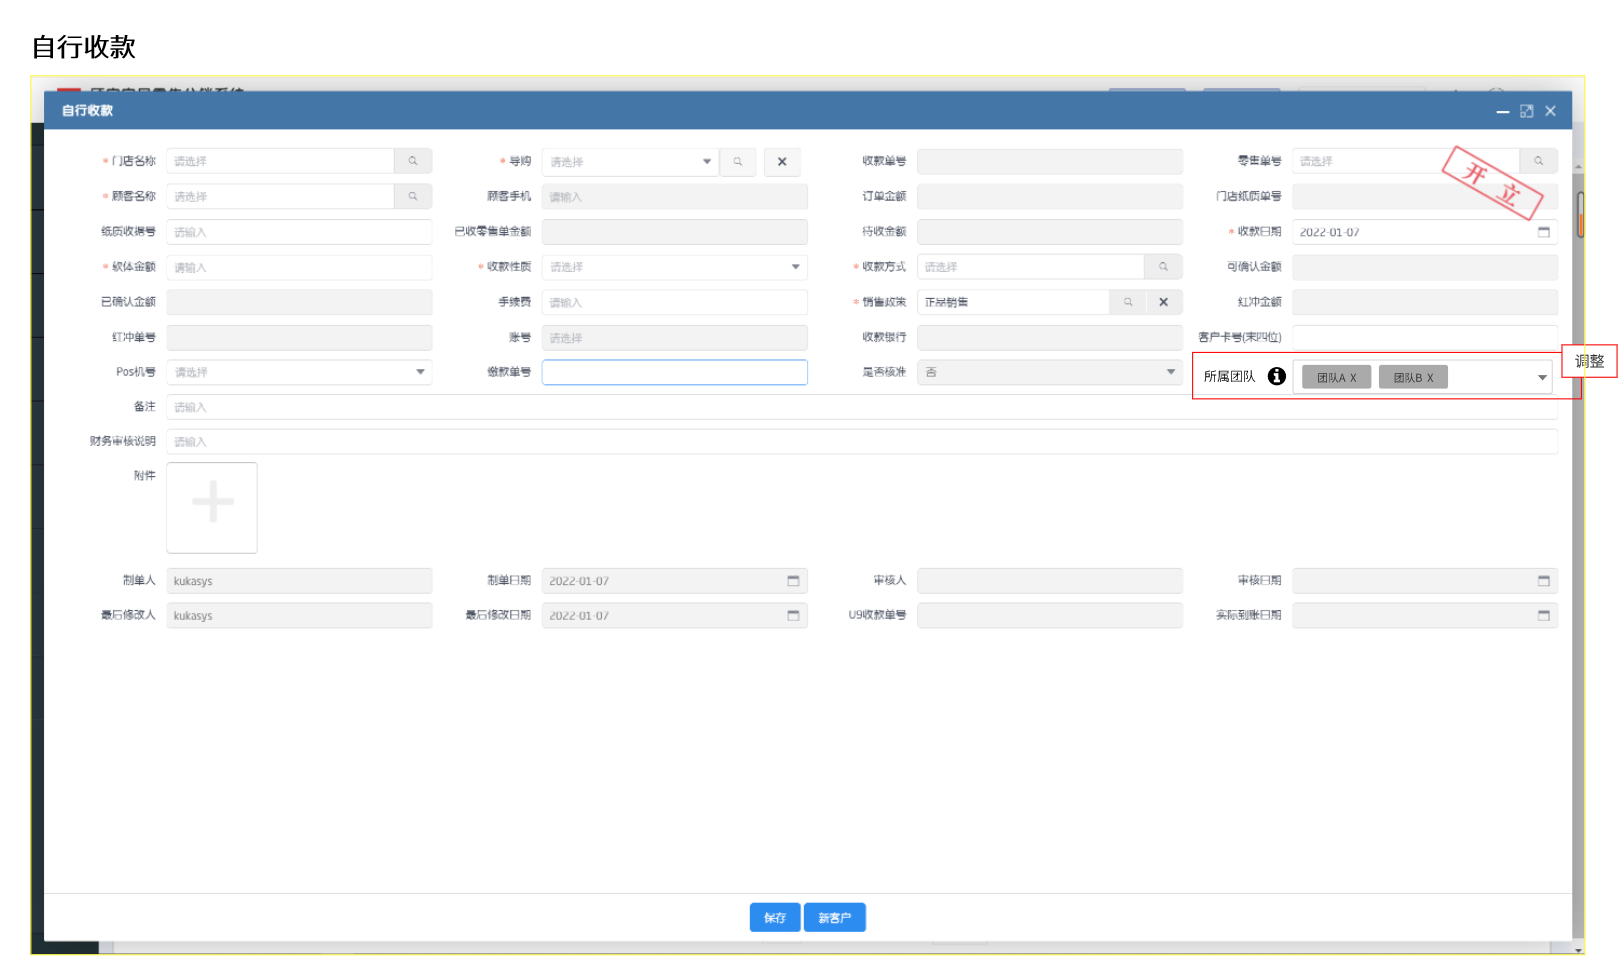 自行收款
自行收款
* 门店名称 请选择 * 导购 请选择 收款单号 零售单号 请选择
开立
* 顾客名称 请选择 顾客手机 请输入 订单金额 门店纸质单号
纸质收据号 请输入 已收零售单金额 待收金额 * 收款日期 2022-01-07
* 软体金额 请输入 * 收款性质 请选择 * 收款方式 请选择 可确认金额
已确认金额 手续费 请输入 * 销售政策 正常销售 红冲金额
红冲单号 账号 请选择 收款银行 客户卡号(末四位)
调整
Pos机号 请选择 缴款单号 是否核准 否 所属团队 团队A X 团队B X
备注 请输入
财务审核说明 请输入
附件
制单人 kukasys 制单日期 2022-01-07 审核人 审核日期
最后修改人 kukasys 最后修改日期 2022-01-07 U9收款单号 实际到账日期
保存 新客户